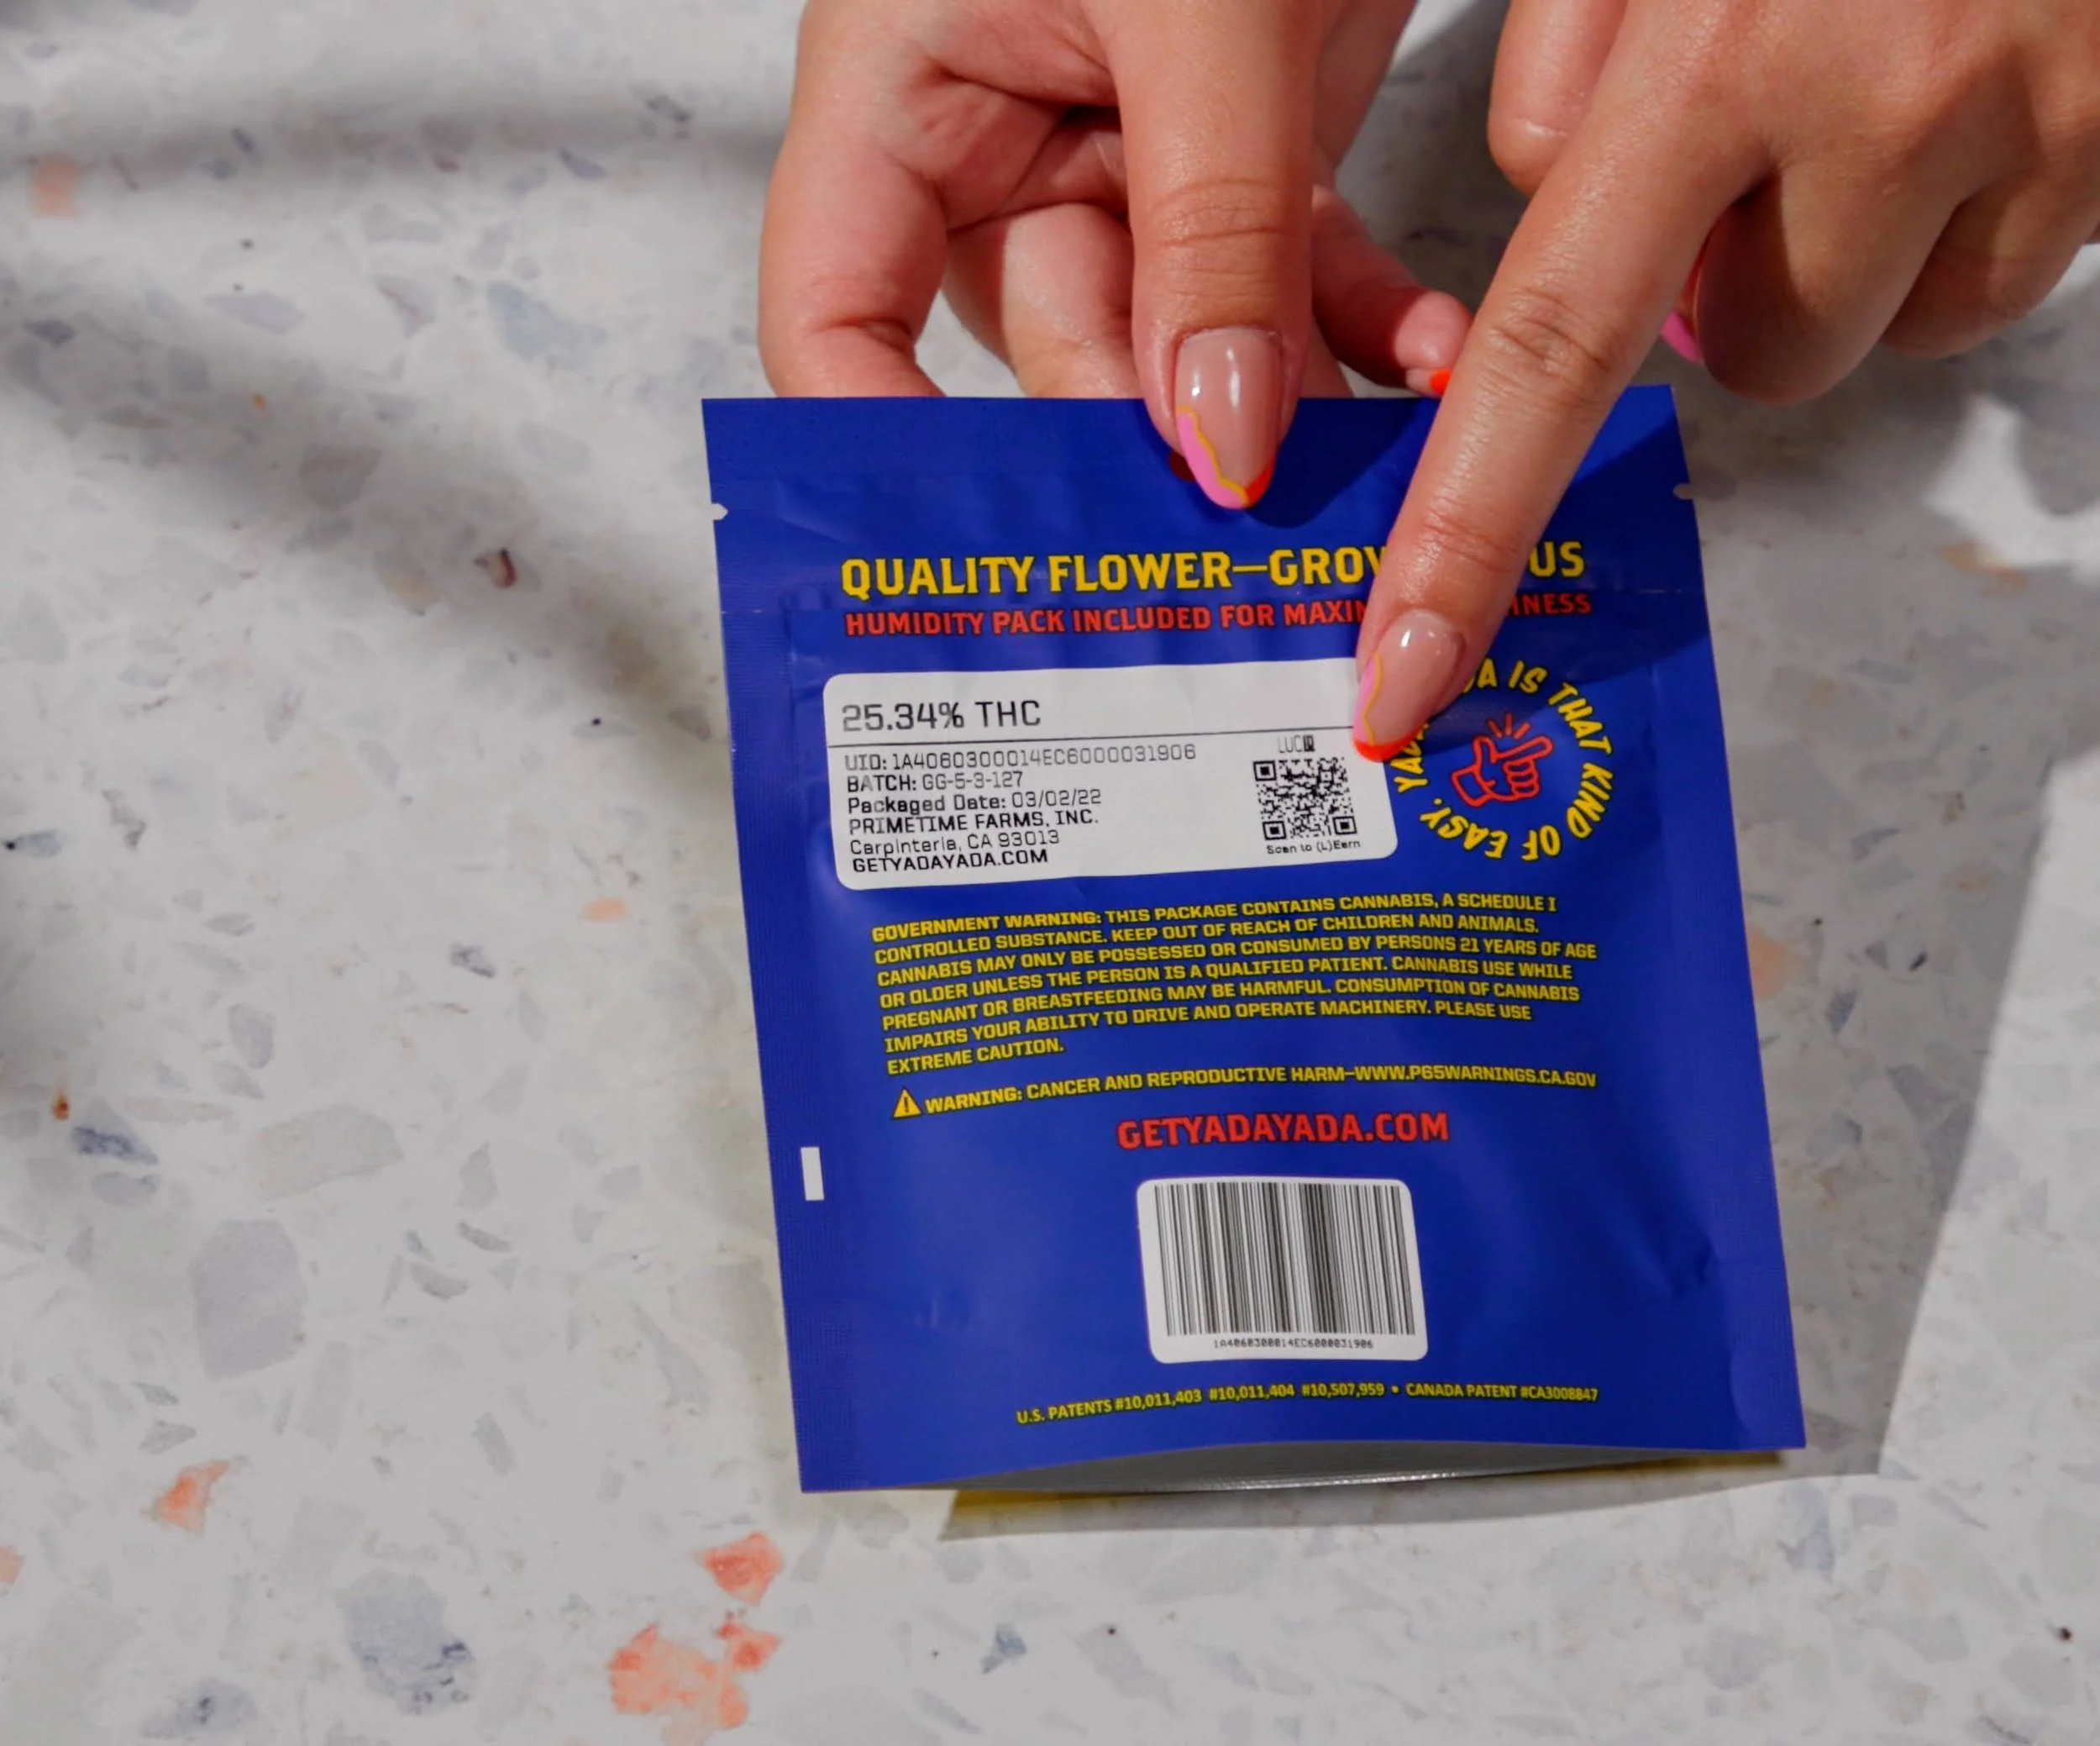 QUALITY FLOWER—GROW US
HUMIDITY PACK INCLUDED FOR
25.34% THC
UID: 1A4060300014EC6000031906
BATCH: GG-5-3-127
Packaged Date: 03/02/22
PRIMETIME FARMS, INC.
Carpinteria, CA 93013
GETYADAYADA.COM
LUCID
Scan to (L)Earn
IS THAT KIND OF EASY.
GOVERNMENT WARNING: THIS PACKAGE CONTAINS CANNABIS, A SCHEDULE I
CONTROLLED SUBSTANCE. KEEP OUT OF REACH OF CHILDREN AND ANIMALS.
CANNABIS MAY ONLY BE POSSESSED OR CONSUMED BY PERSONS 21 YEARS OF AGE
OR OLDER UNLESS THE PERSON IS A QUALIFIED PATIENT. CANNABIS USE WHILE
PREGNANT OR BREASTFEEDING MAY BE HARMFUL. CONSUMPTION OF CANNABIS
IMPAIRS YOUR ABILITY TO DRIVE AND OPERATE MACHINERY. PLEASE USE
EXTREME CAUTION.
WARNING: CANCER AND REPRODUCTIVE HARM—WWW.P65WARNINGS.CA.GOV
GETYADAYADA.COM
1A4060300014EC6000031906
U.S. PATENTS #10,011,403 #10,011,404 #10,507,959 • CANADA PATENT #CA3008847